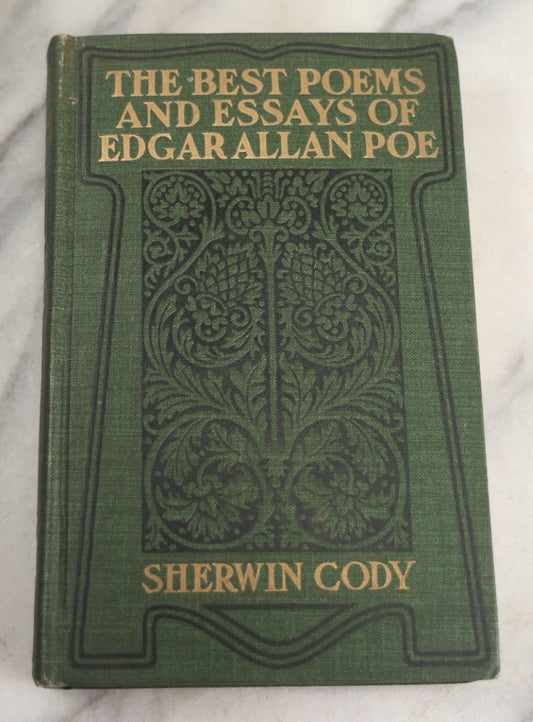 THE BEST POEMS
AND ESSAYS OF
EDGAR ALLAN POE
SHERWIN CODY